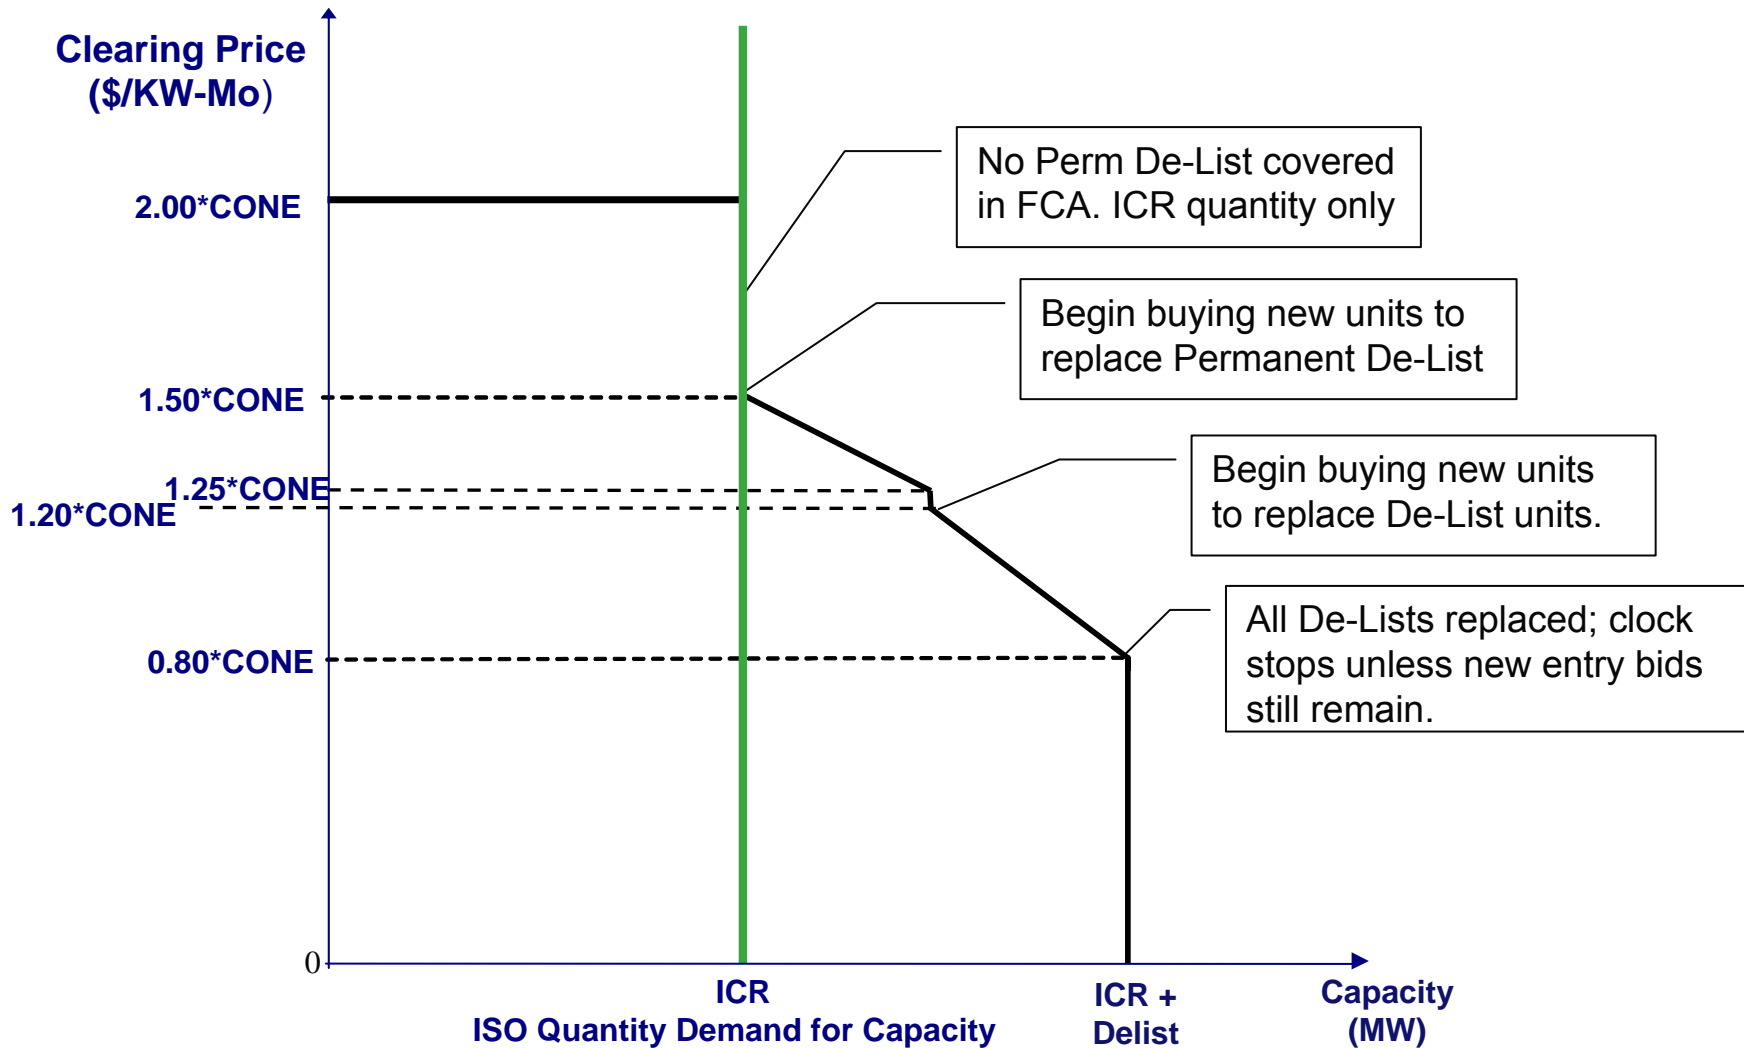 Clearing Price
($/KW-Mo)
2.00*CONE
No Perm De-List covered
in FCA. ICR quantity only
Begin buying new units to
replace Permanent De-List
1.50*CONE
Begin buying new units
to replace De-List units.
1.25*CONE
1.20*CONE
All De-Lists replaced; clock
stops unless new entry bids
still remain.
0.80*CONE
0
ICR
ISO Quantity Demand for Capacity
ICR +
Delist
Capacity
(MW)